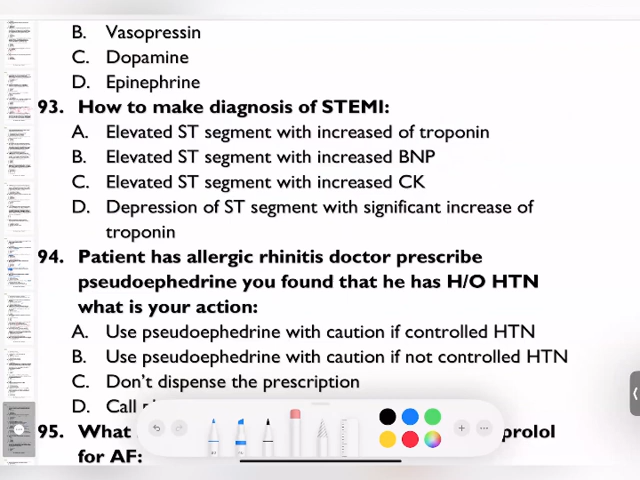 B. Vasopressin
C. Dopamine
D. Epinephrine
93. How to make diagnosis of STEMI:
A. Elevated ST segment with increased of troponin
B. Elevated ST segment with increased BNP
C. Elevated ST segment with increased CK
D. Depression of ST segment with significant increase of
troponin
94. Patient has allergic rhinitis doctor prescribe
pseudoephedrine you found that he has H/O HTN
what is your action:
A. Use pseudoephedrine with caution if controlled HTN
B. Use pseudoephedrine with caution if not controlled HTN
C. Don't dispense the prescription
D. Call
95. What
for AF: